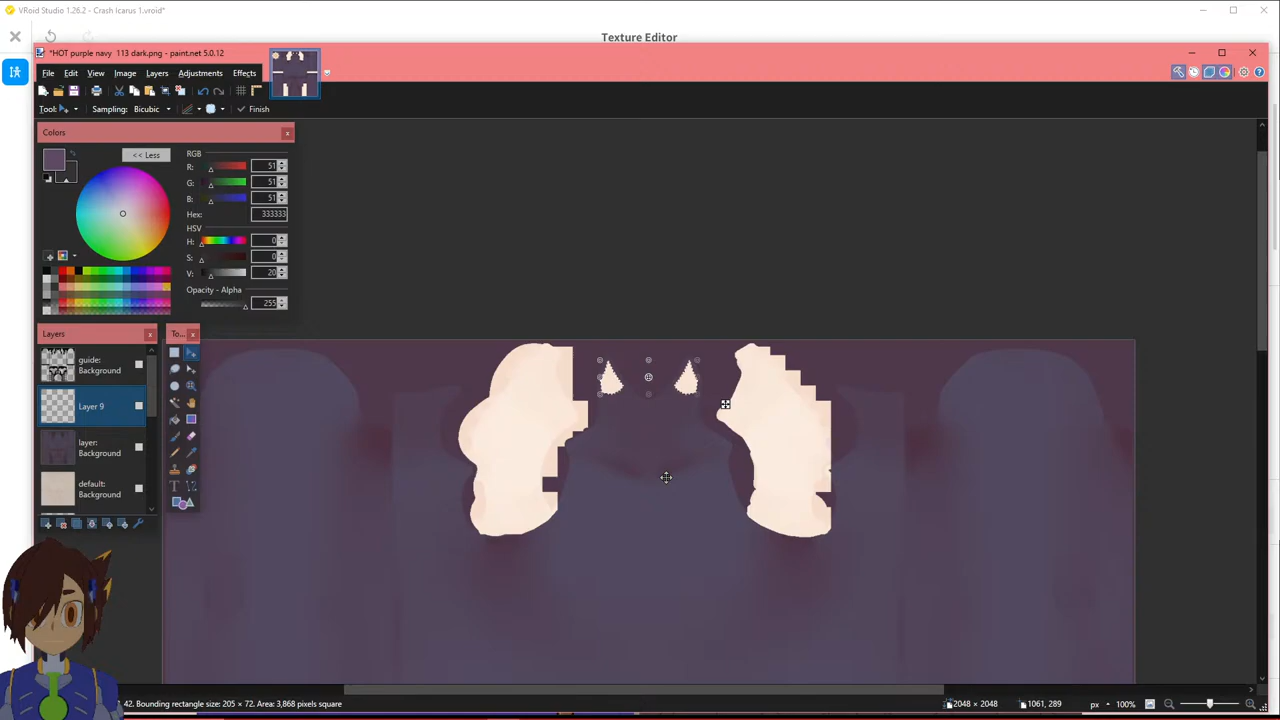 VRoid Studio 1.26.2 - Crash Icarus 1.vroid*
Texture Editor
*HOT purple navy 113 dark.png - paint.net 5.0.12
File Edit View Image Layers Adjustments Effects
Tool: Sampling: Bicubic Finish
Colors
<< Less
RGB
R: 51
G: 51
B: 51
Hex: 333333
HSV
H: 0
S: 0
V: 20
Opacity - Alpha
255
Layers
To...
guide:
Background
Layer 9
layer:
Background
default:
Background
42. Bounding rectangle size: 205 × 72. Area: 3,868 pixels square
2048 × 2048
1061, 289
px
100%